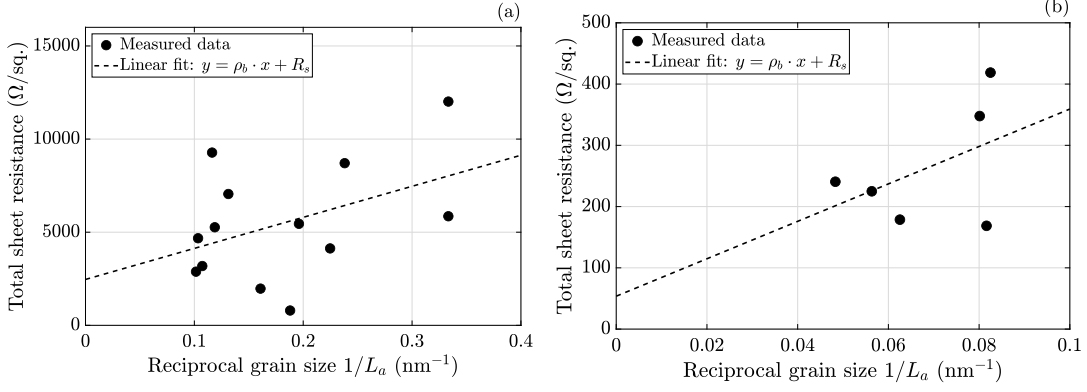 (a)
15000
10000
5000
0
Total sheet resistance (Ω/sq.)
Measured data
Linear fit: y = ρb · x + Rs
0 0.1 0.2 0.3 0.4
Reciprocal grain size 1/La (nm−1)
(b)
500
400
300
200
100
0
Total sheet resistance (Ω/sq.)
Measured data
Linear fit: y = ρb · x + Rs
0 0.02 0.04 0.06 0.08 0.1
Reciprocal grain size 1/La (nm−1)